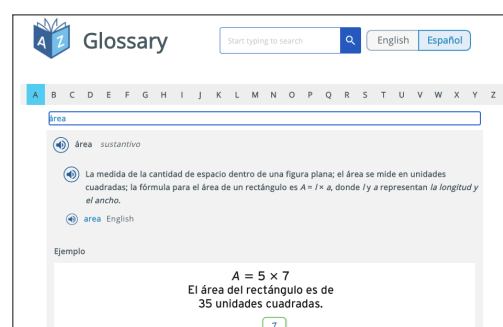 A Z
Glossary
Start typing to search
English Español
A B C D E F G H I J K L M N O P Q R S T U V W X Y Z
área
área sustantivo
La medida de la cantidad de espacio dentro de una figura plana; el área se mide en unidades
cuadradas; la fórmula para el área de un rectángulo es A = l × a, donde l y a representan la longitud y
el ancho.
area English
Ejemplo
A = 5 × 7
El área del rectángulo es de
35 unidades cuadradas.
7